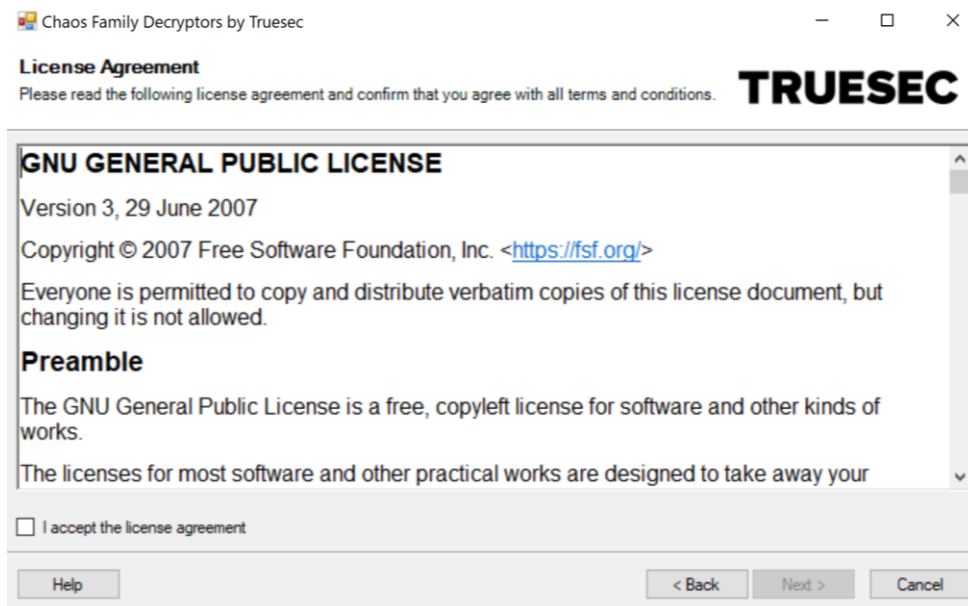 Chaos Family Decryptors by Truesec
License Agreement
Please read the following license agreement and confirm that you agree with all terms and conditions.
TRUESEC
GNU GENERAL PUBLIC LICENSE
Version 3, 29 June 2007
Copyright © 2007 Free Software Foundation, Inc. <https://fsf.org/>
Everyone is permitted to copy and distribute verbatim copies of this license document, but
changing it is not allowed.
Preamble
The GNU General Public License is a free, copyleft license for software and other kinds of
works.
The licenses for most software and other practical works are designed to take away your
I accept the license agreement
Help
< Back
Next >
Cancel